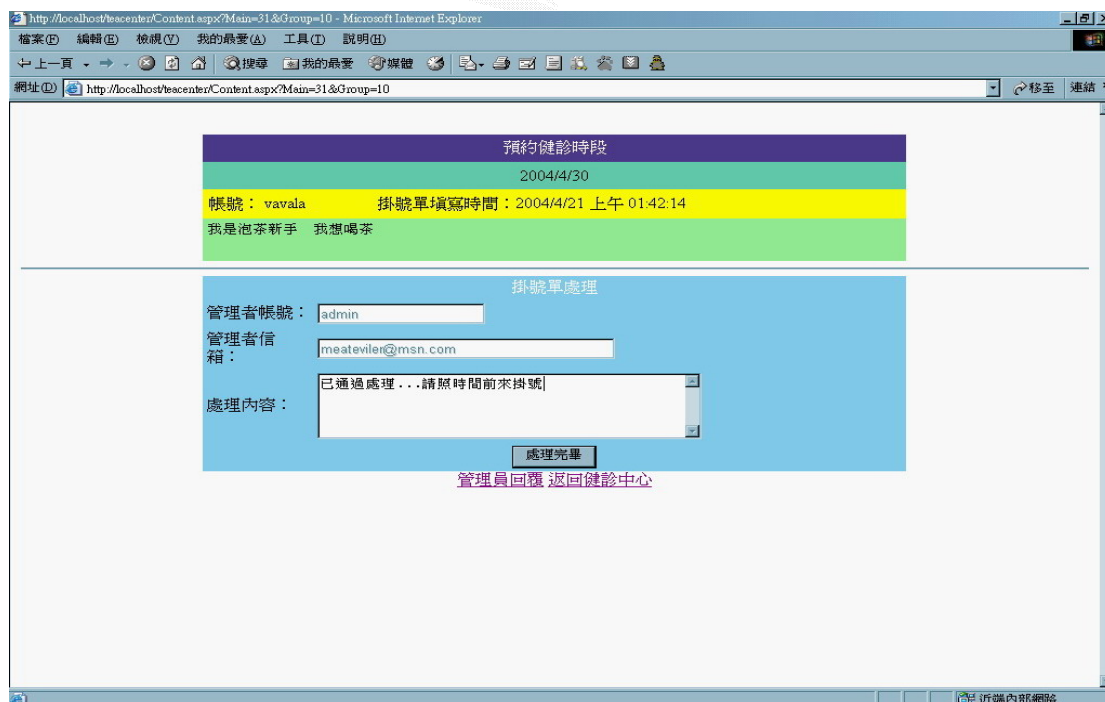 http://localhost/teacenter/Content.aspx?Main=31&Group=10 - Microsoft Internet Explorer
檔案(F) 編輯(E) 檢視(V) 我的最愛(A) 工具(T) 說明(H)
上一頁 搜尋 我的最愛 媒體
網址(D) http://localhost/teacenter/Content.aspx?Main=31&Group=10 移至 連結
預約健診時段
2004/4/30
帳號： vavala 掛號單填寫時間：2004/4/21 上午 01:42:14
我是泡茶新手 我想喝茶
掛號單處理
管理者帳號： admin
管理者信
箱： meateviler@msn.com
處理內容： 已通過處理...請照時間前來掛號
處理完畢
管理員回覆 返回健診中心
近端內部網路